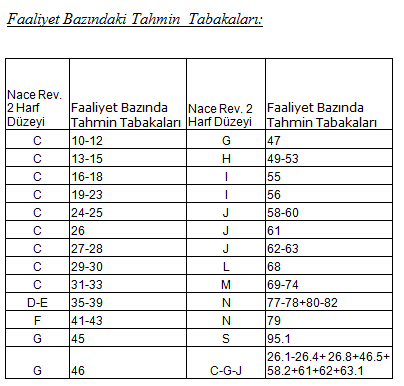 Faaliyet Bazındaki Tahmin Tabakaları:
Nace Rev. 2 Harf Düzeyi | Faaliyet Bazında Tahmin Tabakaları | Nace Rev. 2 Harf Düzeyi | Faaliyet Bazında Tahmin Tabakaları
C | 10-12 | G | 47
C | 13-15 | H | 49-53
C | 16-18 | I | 55
C | 19-23 | I | 56
C | 24-25 | J | 58-60
C | 26 | J | 61
C | 27-28 | J | 62-63
C | 29-30 | L | 68
C | 31-33 | M | 69-74
D-E | 35-39 | N | 77-78+80-82
F | 41-43 | N | 79
G | 45 | S | 95.1
G | 46 | C-G-J | 26.1-26.4+ 26.8+46.5+ 58.2+61+62+63.1